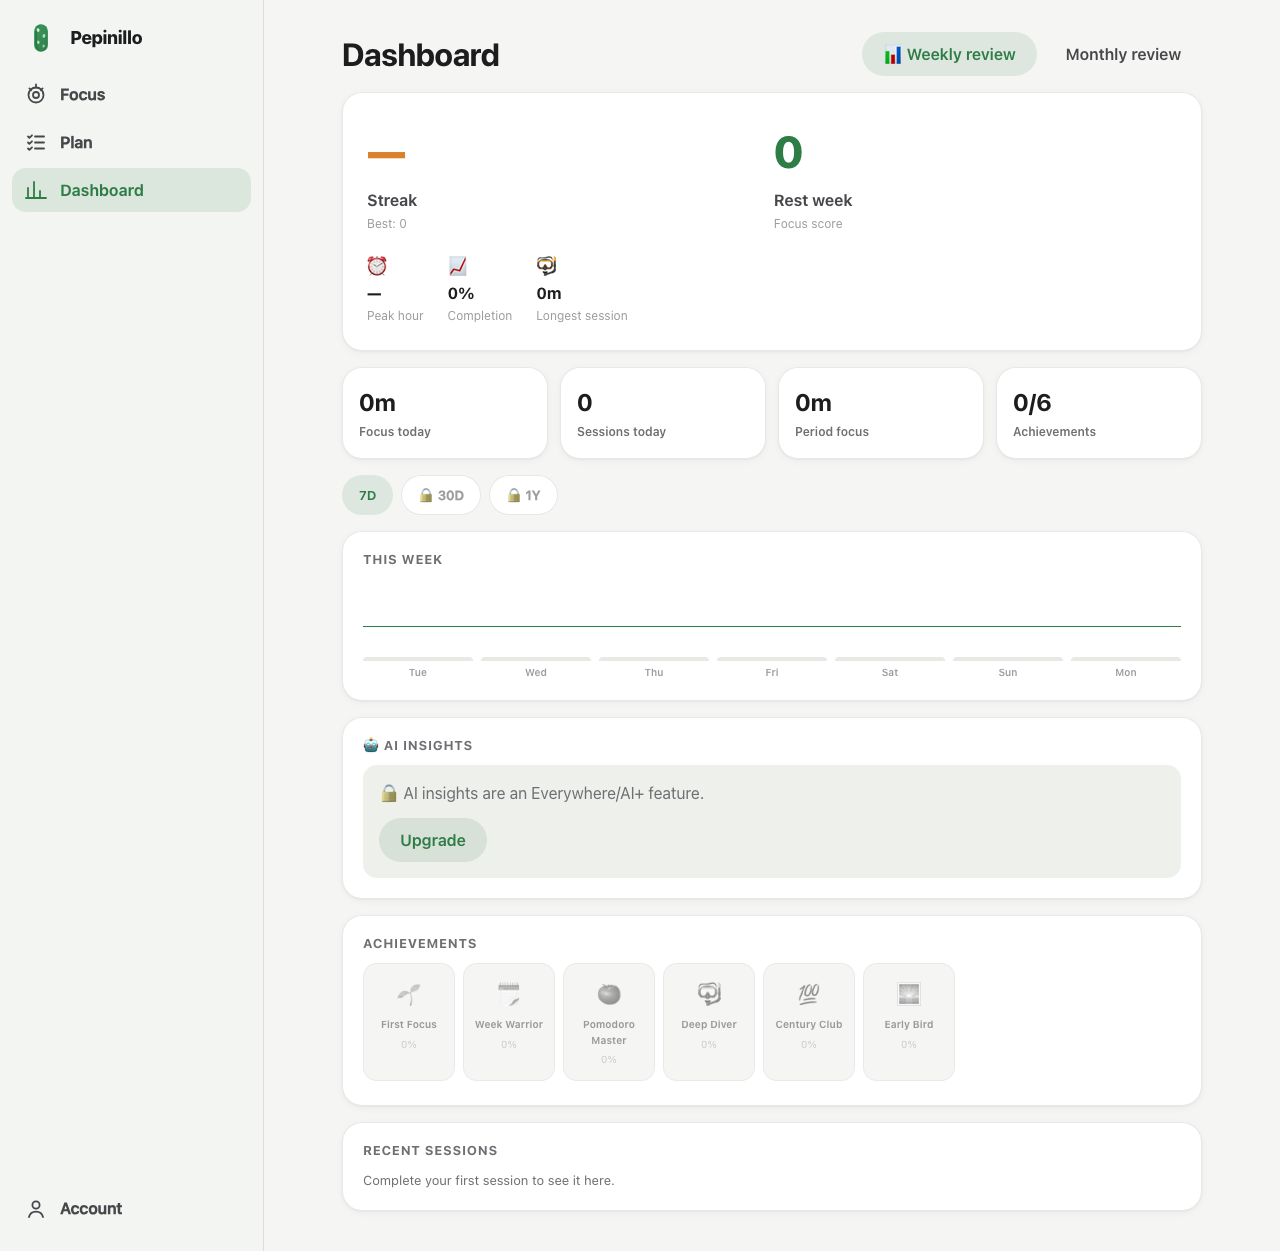 Pepinillo
Focus
Plan
Dashboard
Account
Dashboard
Weekly review
Monthly review
—
Streak
Best: 0
0
Rest week
Focus score
—
Peak hour
0%
Completion
0m
Longest session
0m
Focus today
0
Sessions today
0m
Period focus
0/6
Achievements
7D
30D
1Y
THIS WEEK
Tue
Wed
Thu
Fri
Sat
Sun
Mon
AI INSIGHTS
AI insights are an Everywhere/AI+ feature.
Upgrade
ACHIEVEMENTS
First Focus
0%
Week Warrior
0%
Pomodoro
Master
0%
Deep Diver
0%
100
Century Club
0%
Early Bird
0%
RECENT SESSIONS
Complete your first session to see it here.